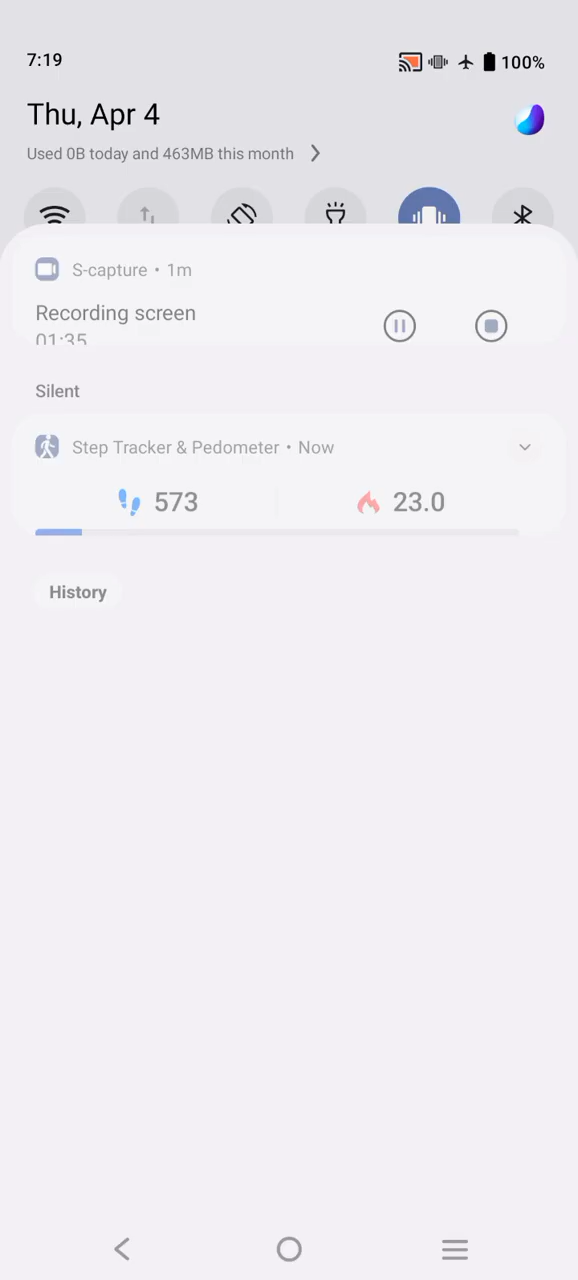 7:19
100%
Thu, Apr 4
Used 0B today and 463MB this month
S-capture • 1m
Recording screen
01:35
Silent
Step Tracker & Pedometer • Now
573
23.0
History